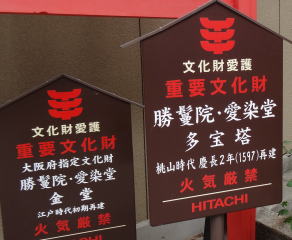 文化財愛護
重要文化財
大阪府指定文化財
勝鬘院・愛染堂
金堂
江戸時代初期再建
火気厳禁
文化財愛護
重要文化財
勝鬘院・愛染堂
多宝塔
桃山時代 慶長2年(1597)再建
火気厳禁
HITACHI